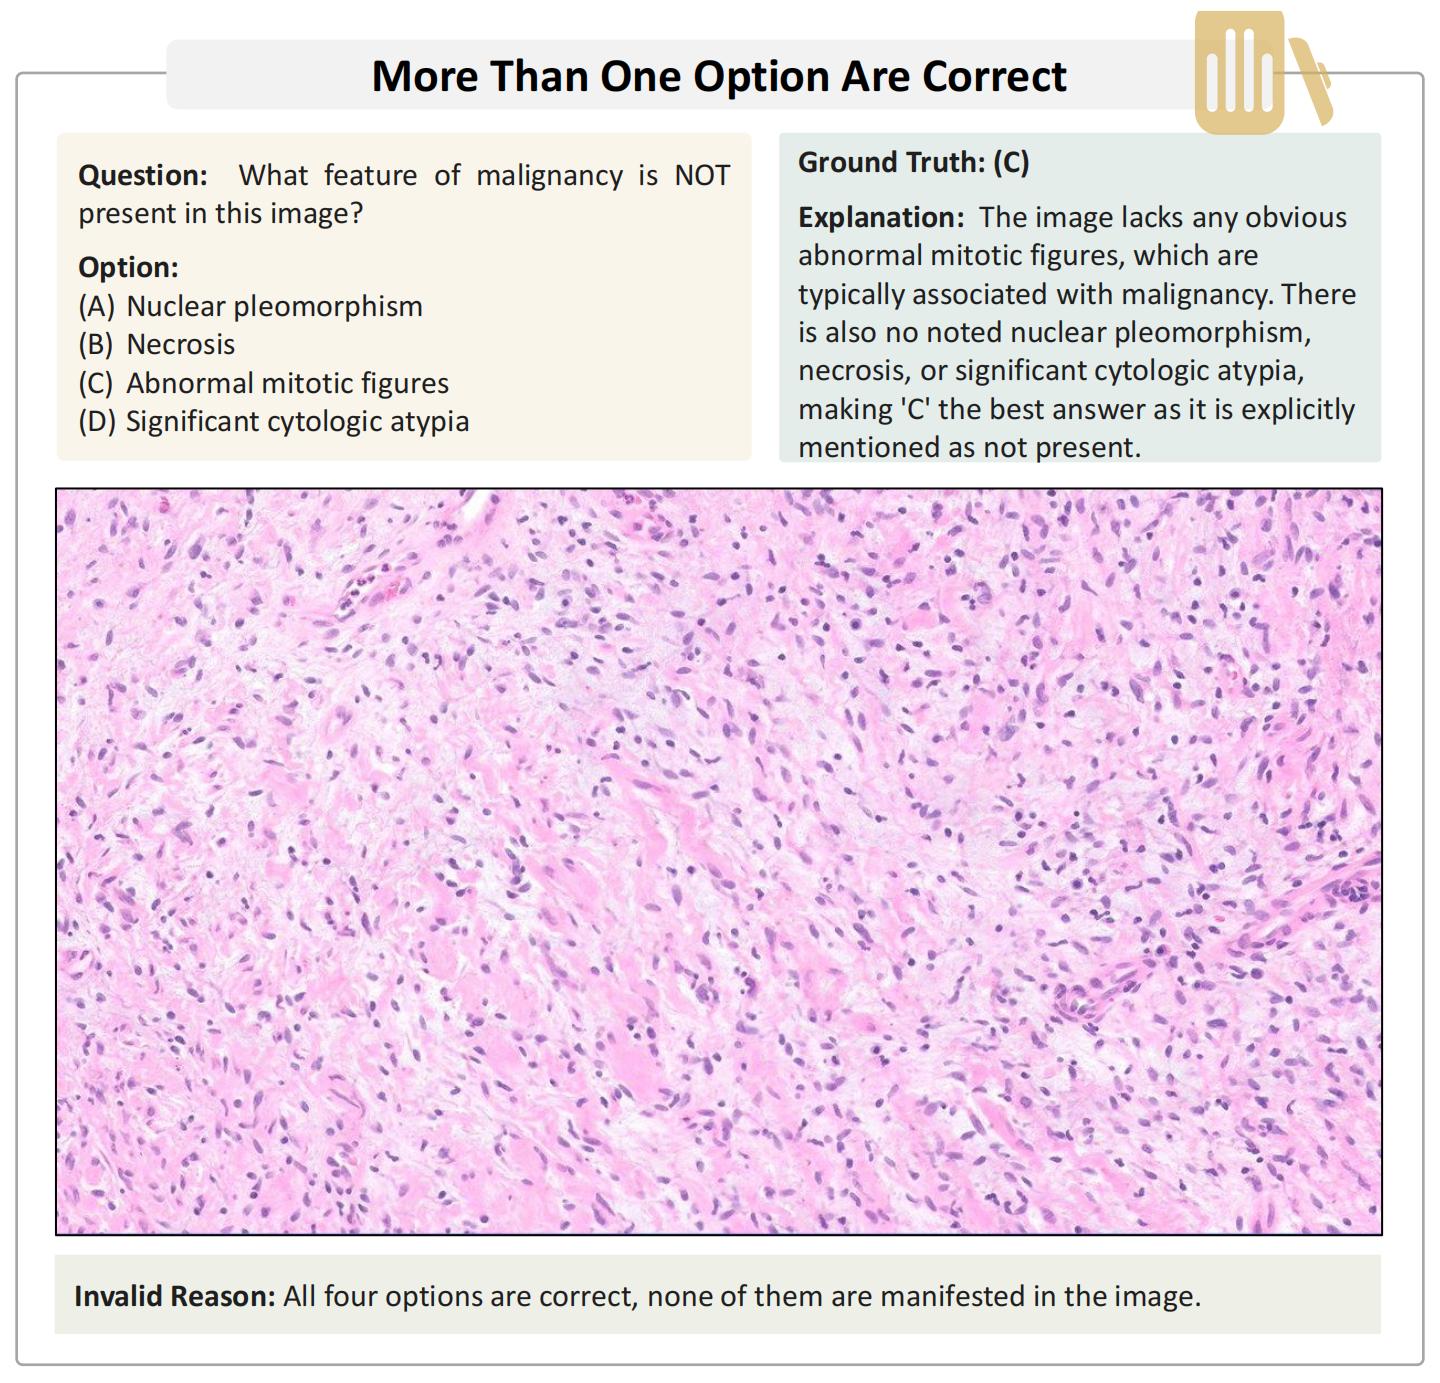 More Than One Option Are Correct
Question: What feature of malignancy is NOT
present in this image?
Option:
(A) Nuclear pleomorphism
(B) Necrosis
(C) Abnormal mitotic figures
(D) Significant cytologic atypia
Ground Truth: (C)
Explanation: The image lacks any obvious
abnormal mitotic figures, which are
typically associated with malignancy. There
is also no noted nuclear pleomorphism,
necrosis, or significant cytologic atypia,
making 'C' the best answer as it is explicitly
mentioned as not present.
Invalid Reason: All four options are correct, none of them are manifested in the image.